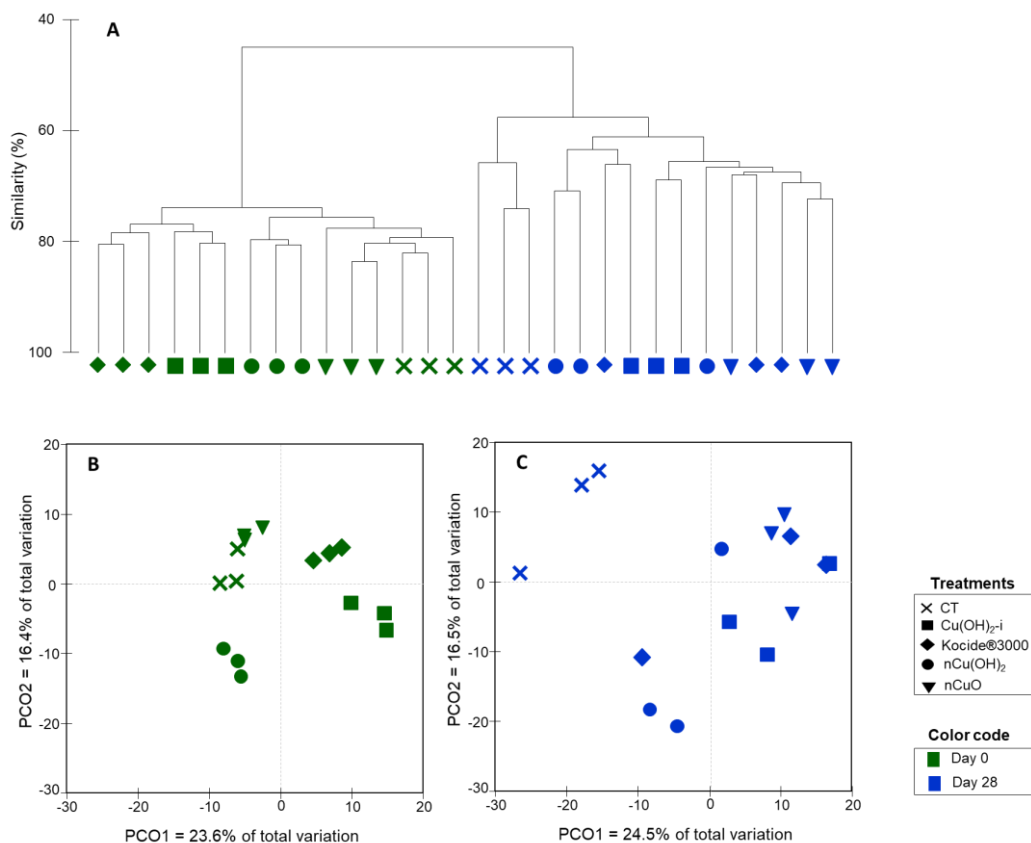 A
40
60
80
100
Similarity (%)
B
20
10
0
-10
-20
-30
PCO2 = 16.4% of total variation
-30
-20
-10
0
10
20
PCO1 = 23.6% of total variation
C
20
10
0
-10
-20
-30
PCO2 = 16.5% of total variation
-30
-20
-10
0
10
20
PCO1 = 24.5% of total variation
Treatments
CT
Cu(OH)₂-i
Kocide®3000
nCu(OH)₂
nCuO
Color code
Day 0
Day 28